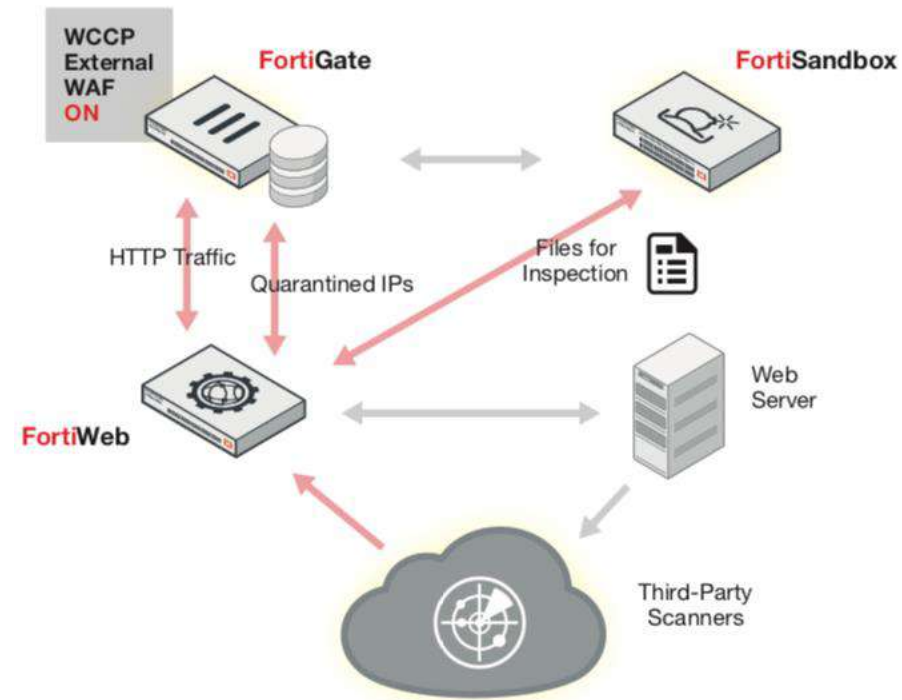 WCCP
External
WAF
ON
FortiGate
FortiSandbox
HTTP Traffic
Quarantined IPs
Files for
Inspection
Web
Server
FortiWeb
Third-Party
Scanners